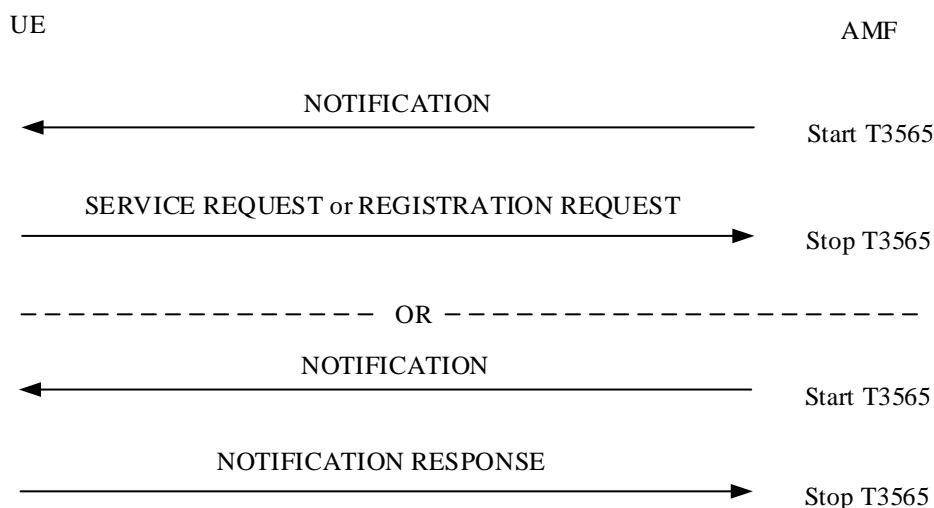 UE
AMF
NOTIFICATION
Start T3565
SERVICE REQUEST or REGISTRATION REQUEST
Stop T3565
OR
NOTIFICATION
Start T3565
NOTIFICATION RESPONSE
Stop T3565